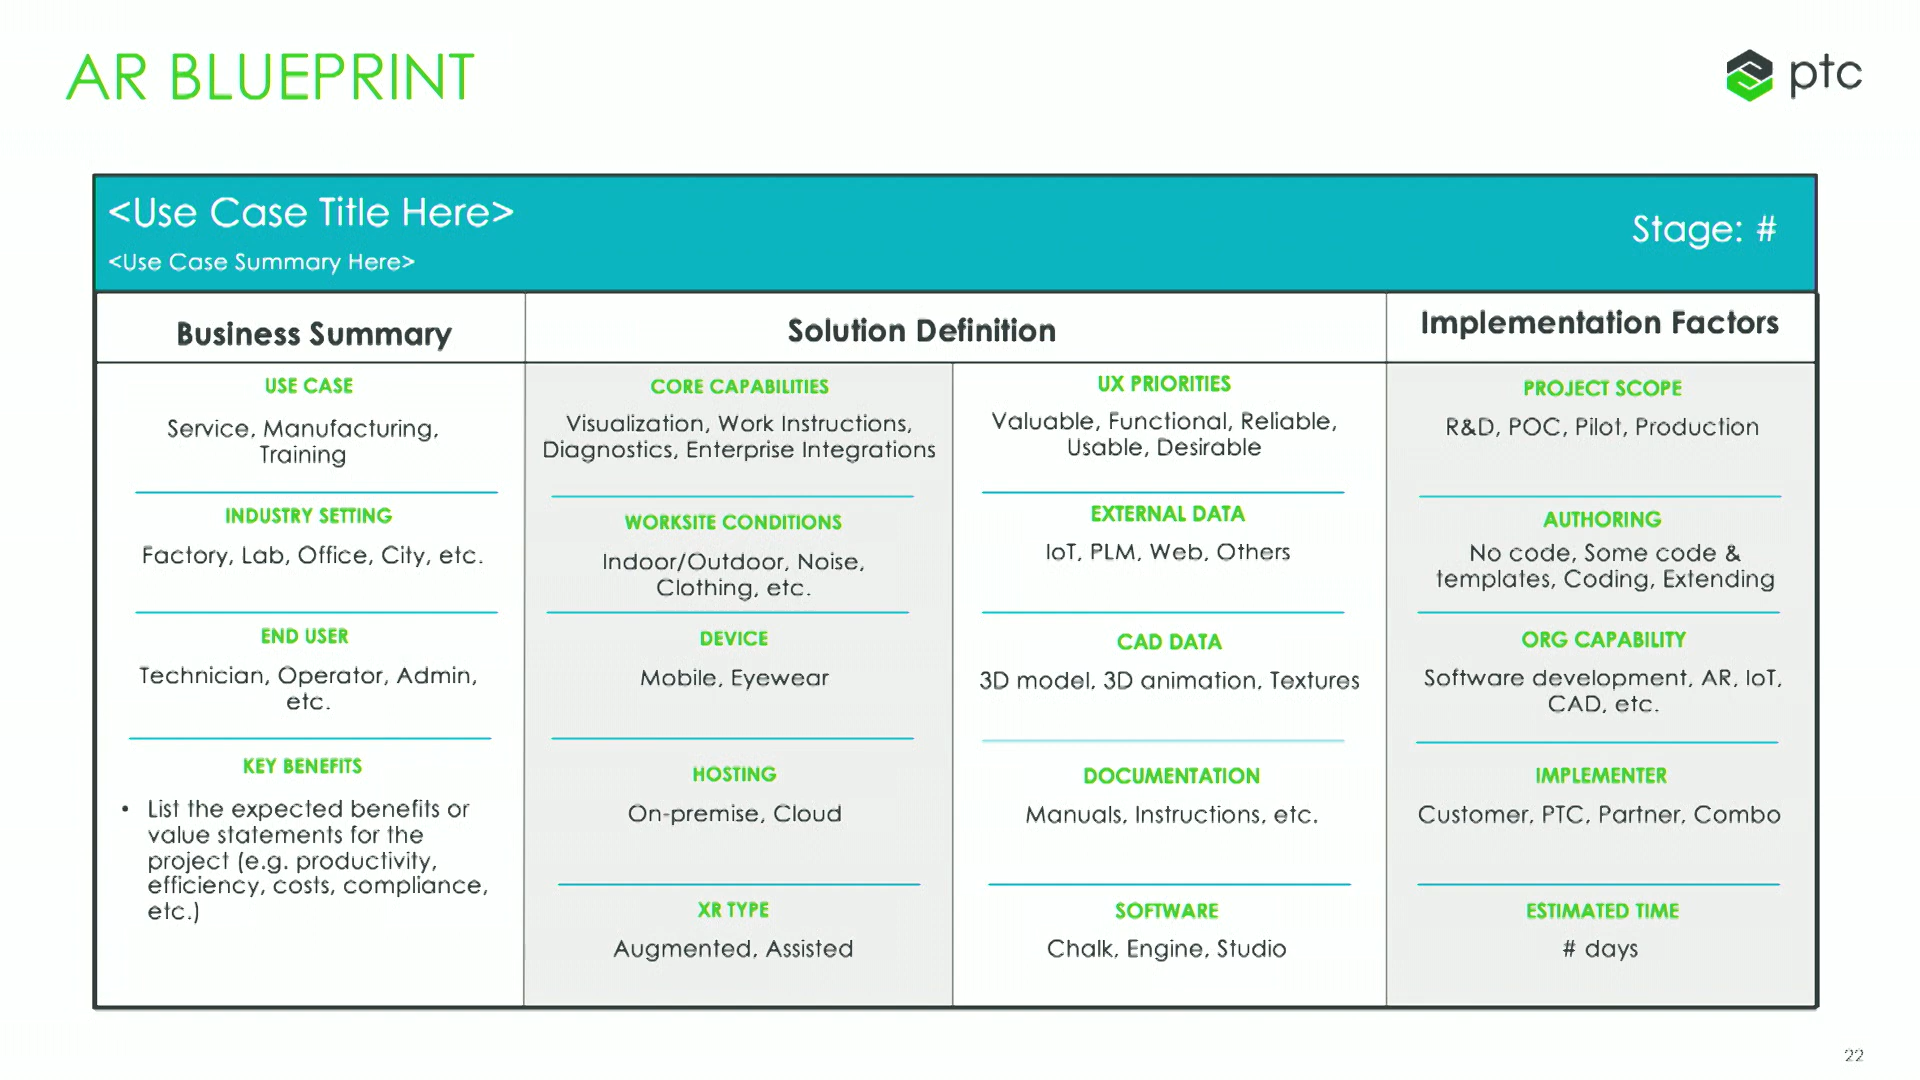 AR BLUEPRINT
ptc
<Use Case Title Here>
<Use Case Summary Here>
Stage: #
Business Summary
USE CASE
Service, Manufacturing,
Training
INDUSTRY SETTING
Factory, Lab, Office, City, etc.
END USER
Technician, Operator, Admin,
etc.
KEY BENEFITS
• List the expected benefits or
value statements for the
project (e.g. productivity,
efficiency, costs, compliance,
etc.)
Solution Definition
CORE CAPABILITIES
Visualization, Work Instructions,
Diagnostics, Enterprise Integrations
WORKSITE CONDITIONS
Indoor/Outdoor, Noise,
Clothing, etc.
DEVICE
Mobile, Eyewear
HOSTING
On-premise, Cloud
XR TYPE
Augmented, Assisted
UX PRIORITIES
Valuable, Functional, Reliable,
Usable, Desirable
EXTERNAL DATA
IoT, PLM, Web, Others
CAD DATA
3D model, 3D animation, Textures
DOCUMENTATION
Manuals, Instructions, etc.
SOFTWARE
Chalk, Engine, Studio
Implementation Factors
PROJECT SCOPE
R&D, POC, Pilot, Production
AUTHORING
No code, Some code &
templates, Coding, Extending
ORG CAPABILITY
Software development, AR, IoT,
CAD, etc.
IMPLEMENTER
Customer, PTC, Partner, Combo
ESTIMATED TIME
# days
22